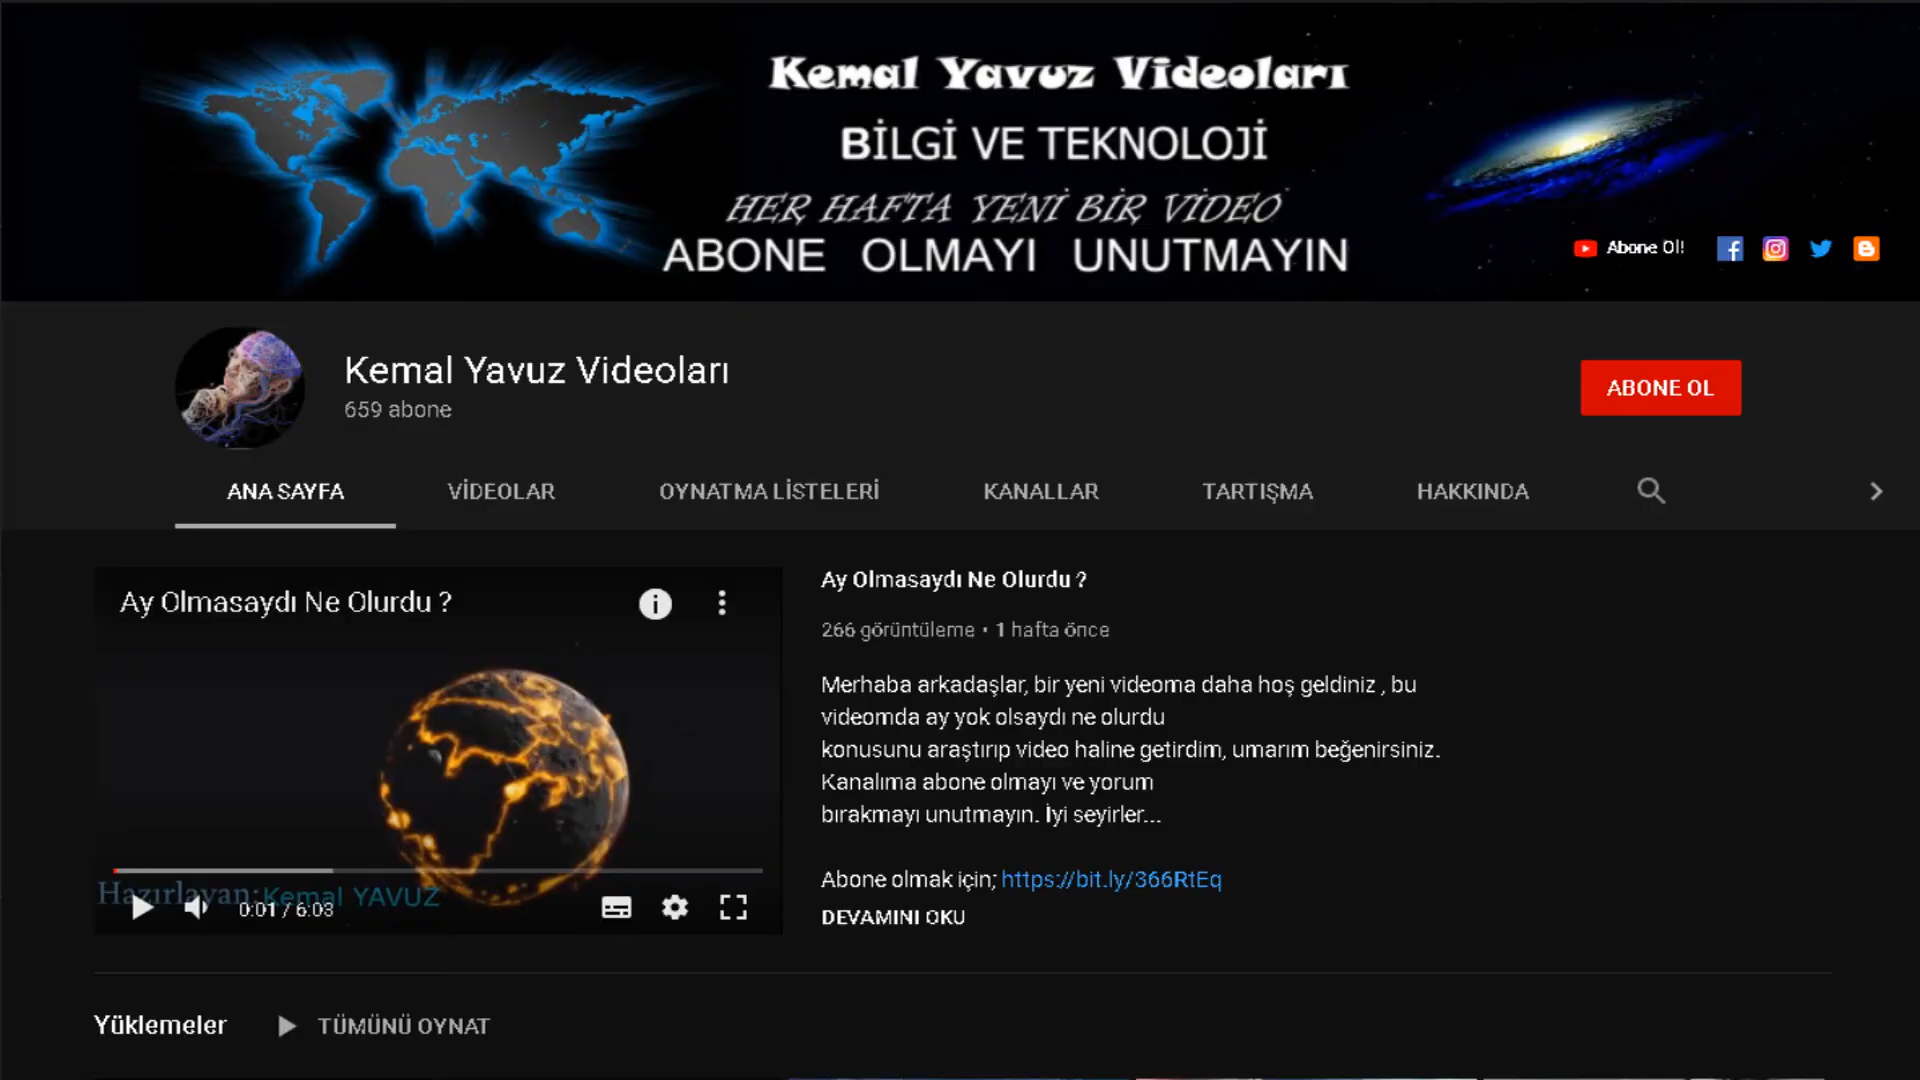 Kemal Yavuz Videoları
BİLGİ VE TEKNOLOJİ
HER HAFTA YENİ BİR VİDEO
ABONE OLMAYI UNUTMAYIN
Abone Ol!
Kemal Yavuz Videoları
659 abone
ABONE OL
ANA SAYFA
VİDEOLAR
OYNATMA LİSTELERİ
KANALLAR
TARTIŞMA
HAKKINDA
Ay Olmasaydı Ne Olurdu ?
Hazırlayan: Kemal YAVUZ
0:01 / 6:03
Ay Olmasaydı Ne Olurdu ?
266 görüntüleme • 1 hafta önce
Merhaba arkadaşlar, bir yeni videoma daha hoş geldiniz , bu
videomda ay yok olsaydı ne olurdu
konusunu araştırıp video haline getirdim, umarım beğenirsiniz.
Kanalıma abone olmayı ve yorum
bırakmayı unutmayın. İyi seyirler...
Abone olmak için; https://bit.ly/366RtEq
DEVAMINI OKU
Yüklemeler
TÜMÜNÜ OYNAT